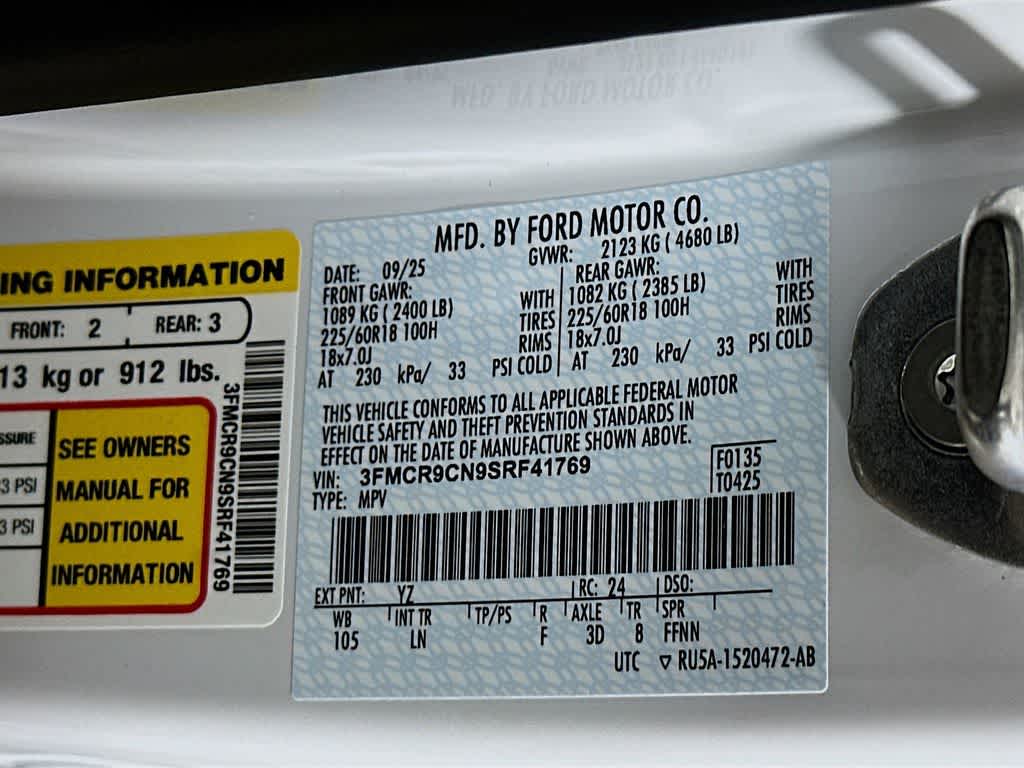 ING INFORMATION
FRONT: 2 REAR: 3
13 kg or 912 lbs.
SSURE
3 PSI
3 PSI
SEE OWNERS
MANUAL FOR
ADDITIONAL
INFORMATION
3FMCR9CN9SRF41769
MFD. BY FORD MOTOR CO.
DATE: 09/25 GVWR: 2123 KG ( 4680 LB)
FRONT GAWR: REAR GAWR:
1089 KG ( 2400 LB) WITH 1082 KG ( 2385 LB) WITH
225/60R18 100H TIRES 225/60R18 100H TIRES
18x7.0J RIMS 18x7.0J RIMS
AT 230 kPa/ 33 PSI COLD AT 230 kPa/ 33 PSI COLD
THIS VEHICLE CONFORMS TO ALL APPLICABLE FEDERAL MOTOR
VEHICLE SAFETY AND THEFT PREVENTION STANDARDS IN
EFFECT ON THE DATE OF MANUFACTURE SHOWN ABOVE.
VIN: 3FMCR9CN9SRF41769 F0135
TYPE: MPV T0425
EXT PNT: YZ RC: 24 DSO:
WB INT TR TP/PS R AXLE TR SPR
105 LN F 3D 8 FFNN
UTC ▽ RU5A-1520472-AB